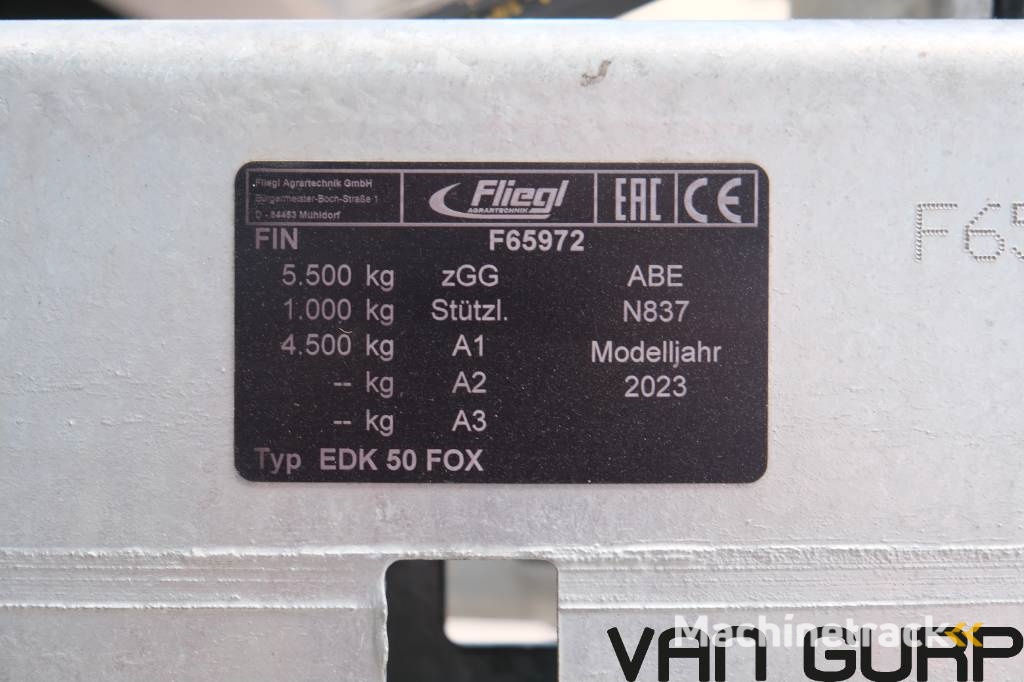 Fliegl Agrartechnik GmbH
Bürgermeister-Boch-Straße 1
D - 84453 Mühldorf
Fliegl
AGRARTECHNIK
EAC CE
FIN F65972
5.500 kg zGG ABE
1.000 kg Stützl. N837
4.500 kg A1 Modelljahr
-- kg A2 2023
-- kg A3
Typ EDK 50 FOX
F65
Machinetrack
VAN GURP